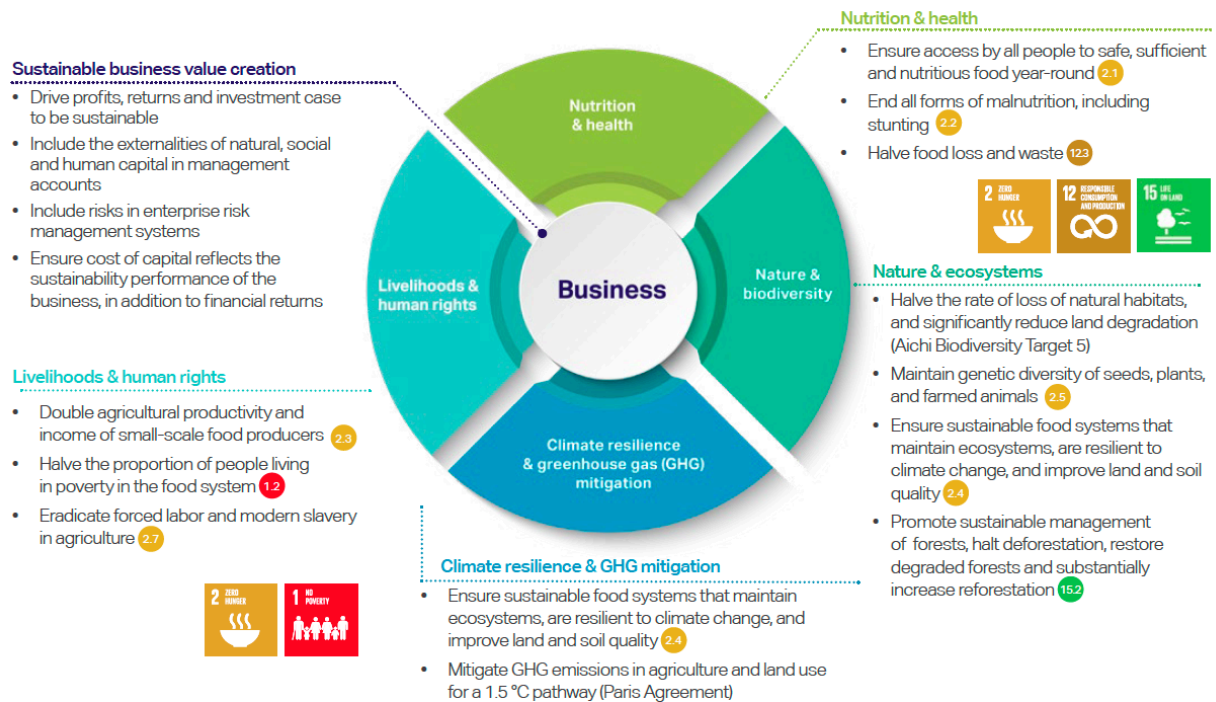 Sustainable business value creation
• Drive profits, returns and investment case
to be sustainable
• Include the externalities of natural, social
and human capital in management
accounts
• Include risks in enterprise risk
management systems
• Ensure cost of capital reflects the
sustainability performance of the
business, in addition to financial returns
Livelihoods & human rights
• Double agricultural productivity and
income of small-scale food producers 2.3
• Halve the proportion of people living
in poverty in the food system 1.2
• Eradicate forced labor and modern slavery
in agriculture 2.7
2 ZERO
HUNGER
1 NO
POVERTY
Nutrition
& health
Livelihoods &
human rights
Business
Nature &
biodiversity
Climate resilience
& greenhouse gas (GHG)
mitigation
Climate resilience & GHG mitigation
• Ensure sustainable food systems that maintain
ecosystems, are resilient to climate change, and
improve land and soil quality 2.4
• Mitigate GHG emissions in agriculture and land use
for a 1.5 °C pathway (Paris Agreement)
Nutrition & health
• Ensure access by all people to safe, sufficient
and nutritious food year-round 2.1
• End all forms of malnutrition, including
stunting 2.2
• Halve food loss and waste 12.3
2 ZERO
HUNGER
12 RESPONSIBLE
CONSUMPTION
AND PRODUCTION
15 LIFE
ON LAND
Nature & ecosystems
• Halve the rate of loss of natural habitats,
and significantly reduce land degradation
(Aichi Biodiversity Target 5)
• Maintain genetic diversity of seeds, plants,
and farmed animals 2.5
• Ensure sustainable food systems that
maintain ecosystems, are resilient to
climate change, and improve land and soil
quality 2.4
• Promote sustainable management
of forests, halt deforestation, restore
degraded forests and substantially
increase reforestation 15.2